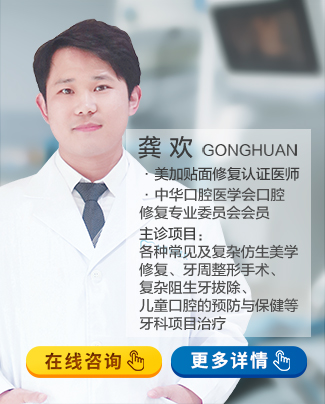 龚 欢 GONGHUAN
· 美加贴面修复认证医师
· 中华口腔医学会口腔
修复专业委员会会员
主诊项目：
各种常见及复杂仿生美学
修复、牙周整形手术、
复杂阻生牙拔除、
儿童口腔的预防与保健等
牙科项目治疗
在线咨询
更多详情